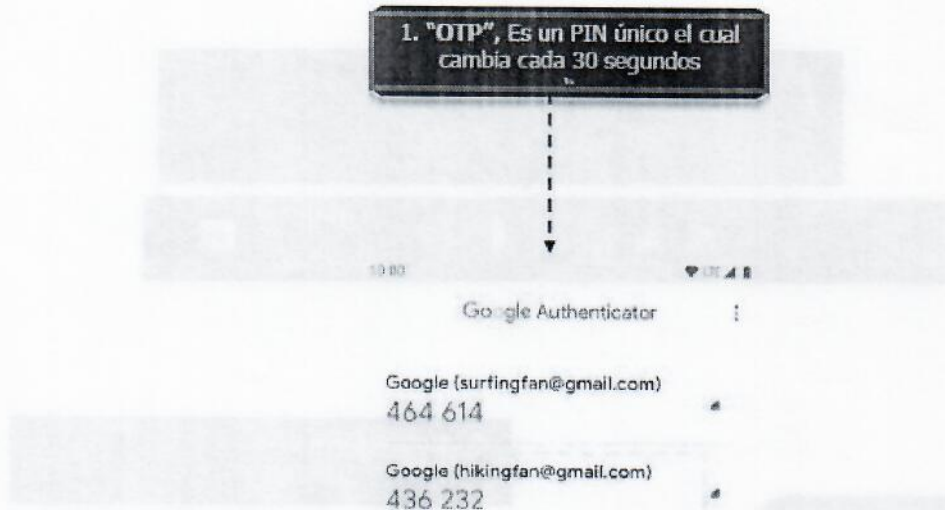 1. "OTP", Es un PIN único el cual
cambia cada 30 segundos
10:00
LTE
Google Authenticator
Google (surfingfan@gmail.com)
464 614
Google (hikingfan@gmail.com)
436 232